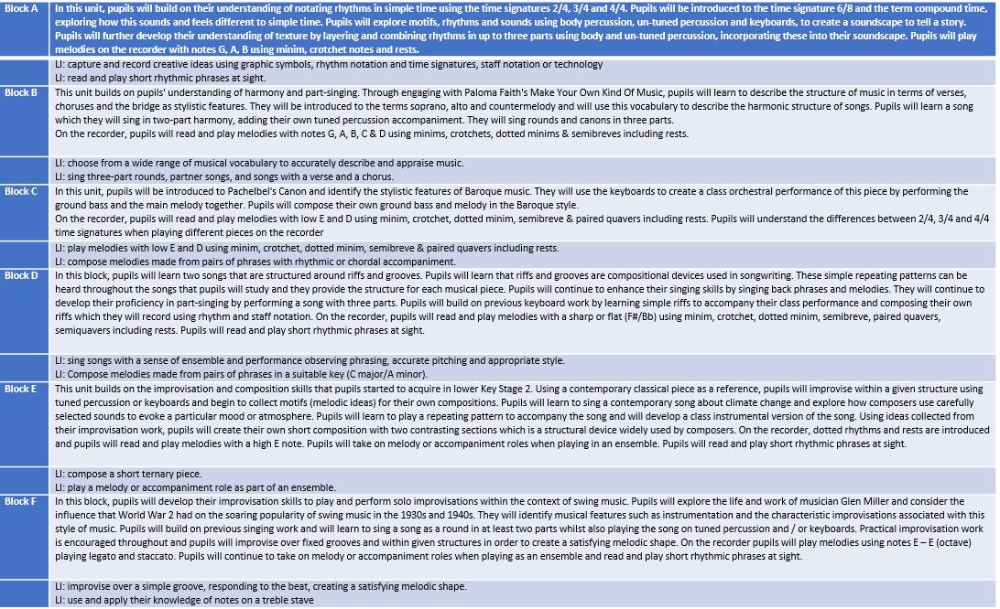 Block A
In this unit, pupils will build on their understanding of notating rhythms in simple time using the time signatures 2/4, 3/4 and 4/4. Pupils will be introduced to the time signature 6/8 and the term compound time,
exploring how this sounds and feels different to simple time. Pupils will explore motifs, rhythms and sounds using body percussion, un-tuned percussion and keyboards, to create a soundscape to tell a story.
Pupils will further develop their understanding of texture by layering and combining rhythms in up to three parts using body and un-tuned percussion, incorporating these into their soundscape. Pupils will play
melodies on the recorder with notes G, A, B using minim, crotchet notes and rests.
LI: capture and record creative ideas using graphic symbols, rhythm notation and time signatures, staff notation or technology
LI: read and play short rhythmic phrases at sight.
Block B
This unit builds on pupils' understanding of harmony and part-singing. Through engaging with Paloma Faith's Make Your Own Kind Of Music, pupils will learn to describe the structure of music in terms of verses,
choruses and the bridge as stylistic features. They will be introduced to the terms soprano, alto and countermelody and will use this vocabulary to describe the harmonic structure of songs. Pupils will learn a song
which they will sing in two-part harmony, adding their own tuned percussion accompaniment. They will sing rounds and canons in three parts.
On the recorder, pupils will read and play melodies with notes G, A, B, C & D using minims, crotchets, dotted minims & semibreves including rests.
LI: choose from a wide range of musical vocabulary to accurately describe and appraise music.
LI: sing three-part rounds, partner songs, and songs with a verse and a chorus.
Block C
In this unit, pupils will be introduced to Pachelbel's Canon and identify the stylistic features of Baroque music. They will use the keyboards to create a class orchestral performance of this piece by performing the
ground bass and the main melody together. Pupils will compose their own ground bass and melody in the Baroque style.
On the recorder, pupils will read and play melodies with low E and D using minim, crotchet, dotted minim, semibreve & paired quavers including rests. Pupils will understand the differences between 2/4, 3/4 and 4/4
time signatures when playing different pieces on the recorder
LI: play melodies with low E and D using minim, crotchet, dotted minim, semibreve & paired quavers including rests.
LI: compose melodies made from pairs of phrases with rhythmic or chordal accompaniment.
Block D
In this block, pupils will learn two songs that are structured around riffs and grooves. Pupils will learn that riffs and grooves are compositional devices used in songwriting. These simple repeating patterns can be
heard throughout the songs that pupils will study and they provide the structure for each musical piece. Pupils will continue to enhance their singing skills by singing back phrases and melodies. They will continue to
develop their proficiency in part-singing by performing a song with three parts. Pupils will build on previous keyboard work by learning simple riffs to accompany their class performance and composing their own
riffs which they will record using rhythm and staff notation. On the recorder, pupils will read and play melodies with a sharp or flat (F#/Bb) using minim, crotchet, dotted minim, semibreve, paired quavers,
semiquavers including rests. Pupils will read and play short rhythmic phrases at sight.
LI: sing songs with a sense of ensemble and performance observing phrasing, accurate pitching and appropriate style.
LI: Compose melodies made from pairs of phrases in a suitable key (C major/A minor).
Block E
This unit builds on the improvisation and composition skills that pupils started to acquire in lower Key Stage 2. Using a contemporary classical piece as a reference, pupils will improvise within a given structure using
tuned percussion or keyboards and begin to collect motifs (melodic ideas) for their own compositions. Pupils will learn to sing a contemporary song about climate change and explore how composers use carefully
selected sounds to evoke a particular mood or atmosphere. Pupils will learn to play a repeating pattern to accompany the song and will develop a class instrumental version of the song. Using ideas collected from
their improvisation work, pupils will create their own short composition with two contrasting sections which is a structural device widely used by composers. On the recorder, dotted rhythms and rests are introduced
and pupils will read and play melodies with a high E note. Pupils will take on melody or accompaniment roles when playing in an ensemble. Pupils will read and play short rhythmic phrases at sight.
LI: compose a short ternary piece.
LI: play a melody or accompaniment role as part of an ensemble.
Block F
In this block, pupils will develop their improvisation skills to play and perform solo improvisations within the context of swing music. Pupils will explore the life and work of musician Glen Miller and consider the
influence that World War 2 had on the soaring popularity of swing music in the 1930s and 1940s. They will identify musical features such as instrumentation and the characteristic improvisations associated with this
style of music. Pupils will build on previous singing work and will learn to sing a song as a round in at least two parts whilst also playing the song on tuned percussion and / or keyboards. Practical improvisation work
is encouraged throughout and pupils will improvise over fixed grooves and within given structures in order to create a satisfying melodic shape. On the recorder pupils will play melodies using notes E – E (octave)
playing legato and staccato. Pupils will continue to take on melody or accompaniment roles when playing as an ensemble and read and play short rhythmic phrases at sight.
LI: improvise over a simple groove, responding to the beat, creating a satisfying melodic shape.
LI: use and apply their knowledge of notes on a treble stave